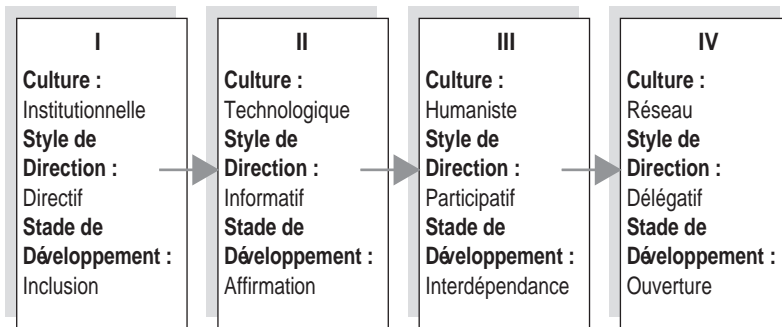 I
Culture :
Institutionnelle
Style de
Direction :
Directif
Stade de
Développement :
Inclusion
II
Culture :
Technologique
Style de
Direction :
Informatif
Stade de
Développement :
Affirmation
III
Culture :
Humaniste
Style de
Direction :
Participatif
Stade de
Développement :
Interdépendance
IV
Culture :
Réseau
Style de
Direction :
Délégatif
Stade de
Développement :
Ouverture